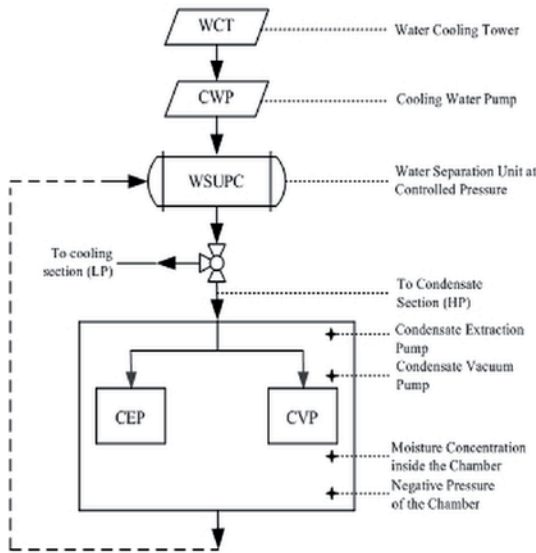 WCT
Water Cooling Tower
CWP
Cooling Water Pump
WSUPC
Water Separation Unit at
Controlled Pressure
To cooling
section (LP)
To Condensate
Section (HP)
Condensate Extraction
Pump
Condensate Vacuum
Pump
CEP
CVP
Moisture Concentration
inside the Chamber
Negative Pressure
of the Chamber